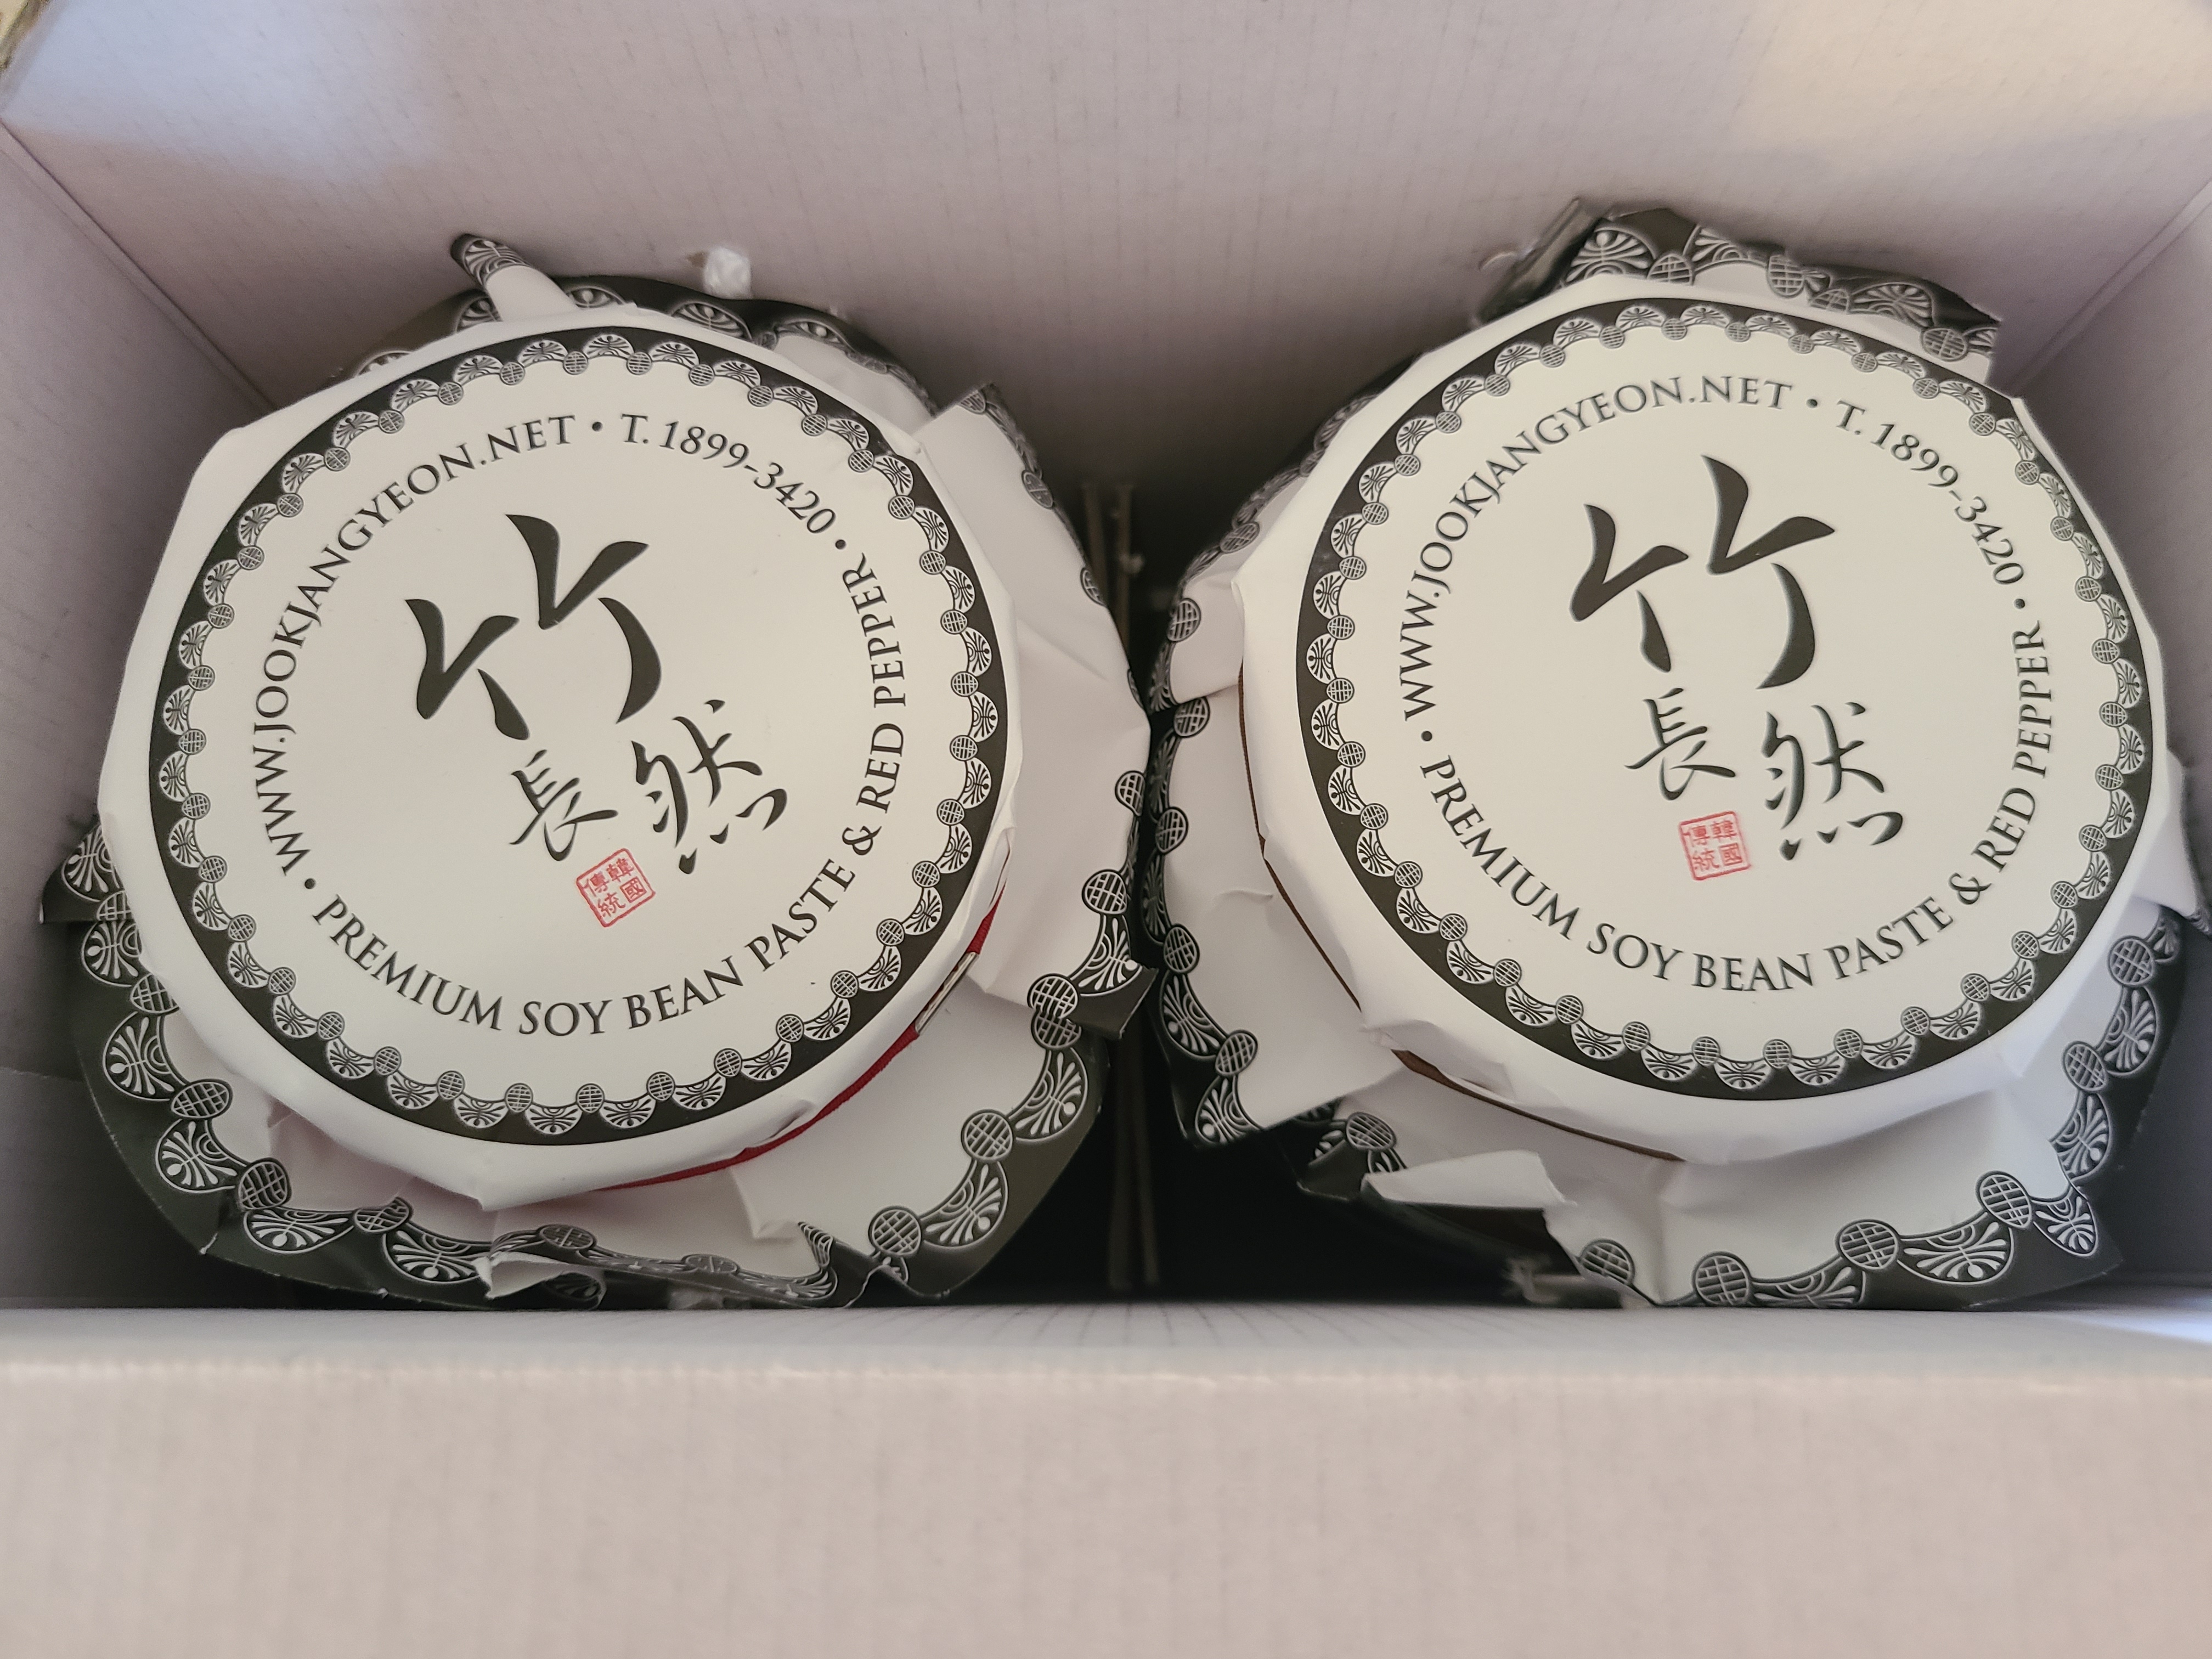 WWW.JOOKJANGYEON.NET • T. 1899-3420 •
PREMIUM SOY BEAN PASTE & RED PEPPER •
竹
長然
韓國
傳統
WWW.JOOKJANGYEON.NET • T. 1899-3420 •
PREMIUM SOY BEAN PASTE & RED PEPPER •
竹
長然
韓國
傳統